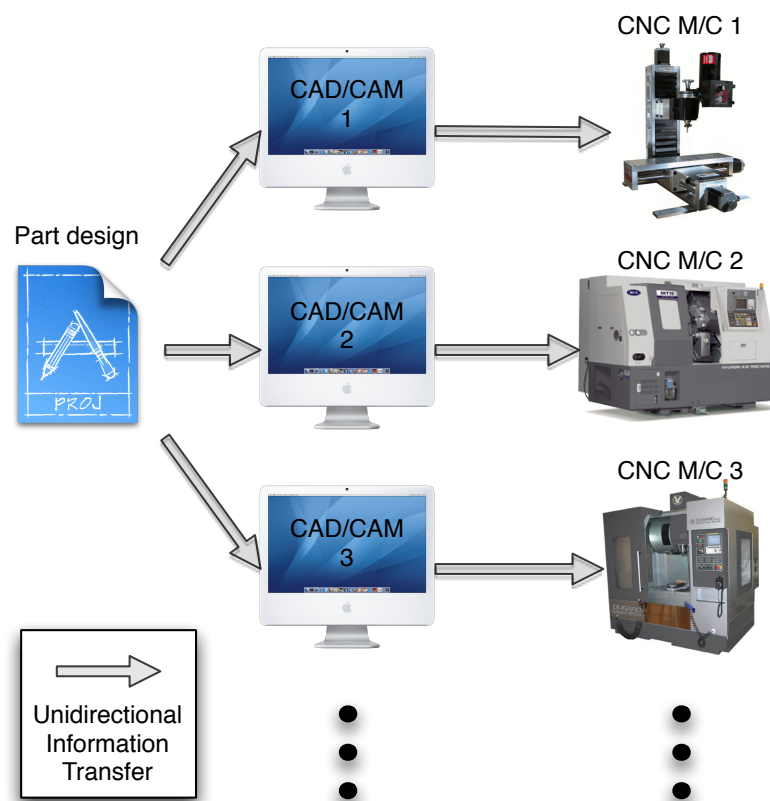 CNC M/C 1
CAD/CAM
1
Part design
PROJ
CNC M/C 2
CAD/CAM
2
CNC M/C 3
CAD/CAM
3
DUGARD
Unidirectional
Information
Transfer